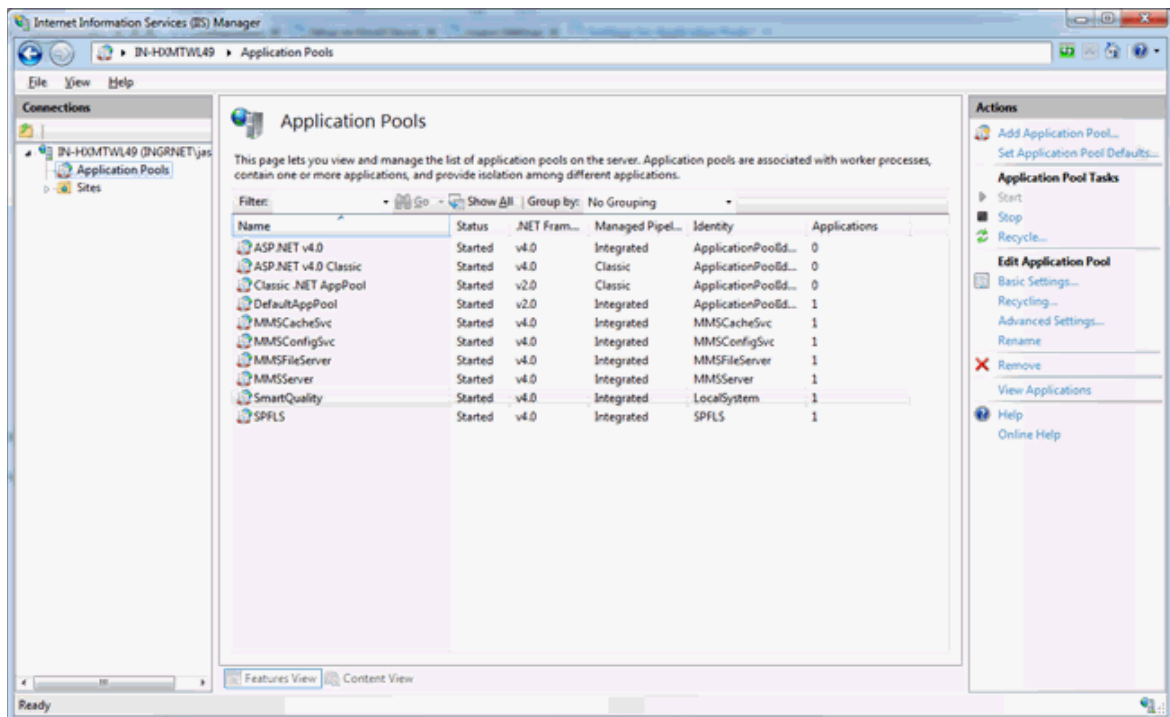 Internet Information Services (IIS) Manager
IN-HXMTWL49 Application Pools
File View Help
Connections
IN-HXMTWL49 (INGRNET\jas
Application Pools
Sites
Application Pools
This page lets you view and manage the list of application pools on the server. Application pools are associated with worker processes,
contain one or more applications, and provide isolation among different applications.
Filter: Go Show All Group by: No Grouping
Name Status .NET Fram... Managed Pipel... Identity Applications
ASP.NET v4.0 Started v4.0 Integrated ApplicationPoolId... 0
ASP.NET v4.0 Classic Started v4.0 Classic ApplicationPoolId... 0
Classic .NET AppPool Started v2.0 Classic ApplicationPoolId... 0
DefaultAppPool Started v2.0 Integrated ApplicationPoolId... 1
MMSCacheSvc Started v4.0 Integrated MMSCacheSvc 1
MMSConfigSvc Started v4.0 Integrated MMSConfigSvc 1
MMSFileServer Started v4.0 Integrated MMSFileServer 1
MMSServer Started v4.0 Integrated MMSServer 1
SmartQuality Started v4.0 Integrated LocalSystem 1
SPFLS Started v4.0 Integrated SPFLS 1
Features View Content View
Actions
Add Application Pool...
Set Application Pool Defaults...
Application Pool Tasks
Start
Stop
Recycle...
Edit Application Pool
Basic Settings...
Recycling...
Advanced Settings...
Rename
Remove
View Applications
Help
Online Help
Ready